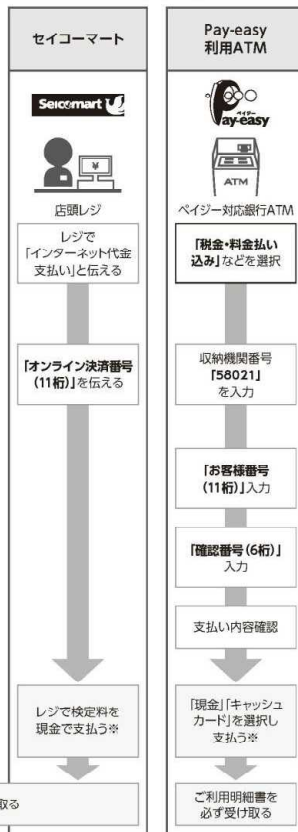 セイコーマート
Seicomart
店頭レジ
レジで
「インターネット代金
支払い」と伝える
「オンライン決済番号
(11桁)」を伝える
レジで検定料を
現金で支払う※
取る
Pay-easy
利用ATM
ペイジー
Pay-easy
ATM
ペイジー対応銀行ATM
「税金・料金払い
込み」などを選択
収納機関番号
「58021」
を入力
「お客様番号
(11桁)」入力
「確認番号(6桁)」
入力
支払い内容確認
「現金」「キャッシュ
カード」を選択し
支払う※
ご利用明細書を
必ず受け取る